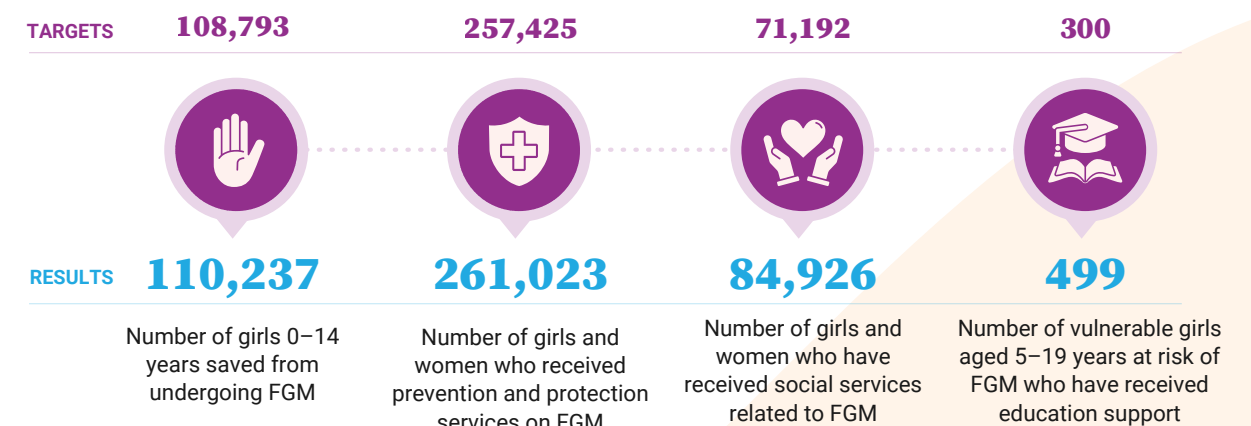 TARGETS 108,793 257,425 71,192 300
RESULTS 110,237 261,023 84,926 499
Number of girls 0–14
years saved from
undergoing FGM
Number of girls and
women who received
prevention and protection
services on FGM
Number of girls and
women who have
received social services
related to FGM
Number of vulnerable girls
aged 5–19 years at risk of
FGM who have received
education support